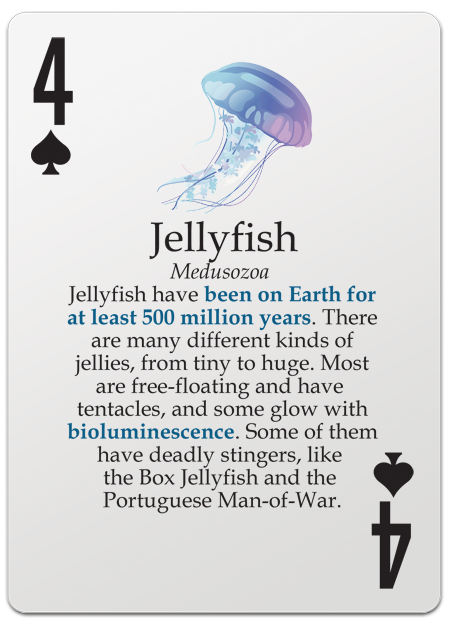 4
Jellyfish
Medusozoa
Jellyfish have been on Earth for
at least 500 million years. There
are many different kinds of
jellies, from tiny to huge. Most
are free-floating and have
tentacles, and some glow with
bioluminescence. Some of them
have deadly stingers, like
the Box Jellyfish and the
Portuguese Man-of-War.
4